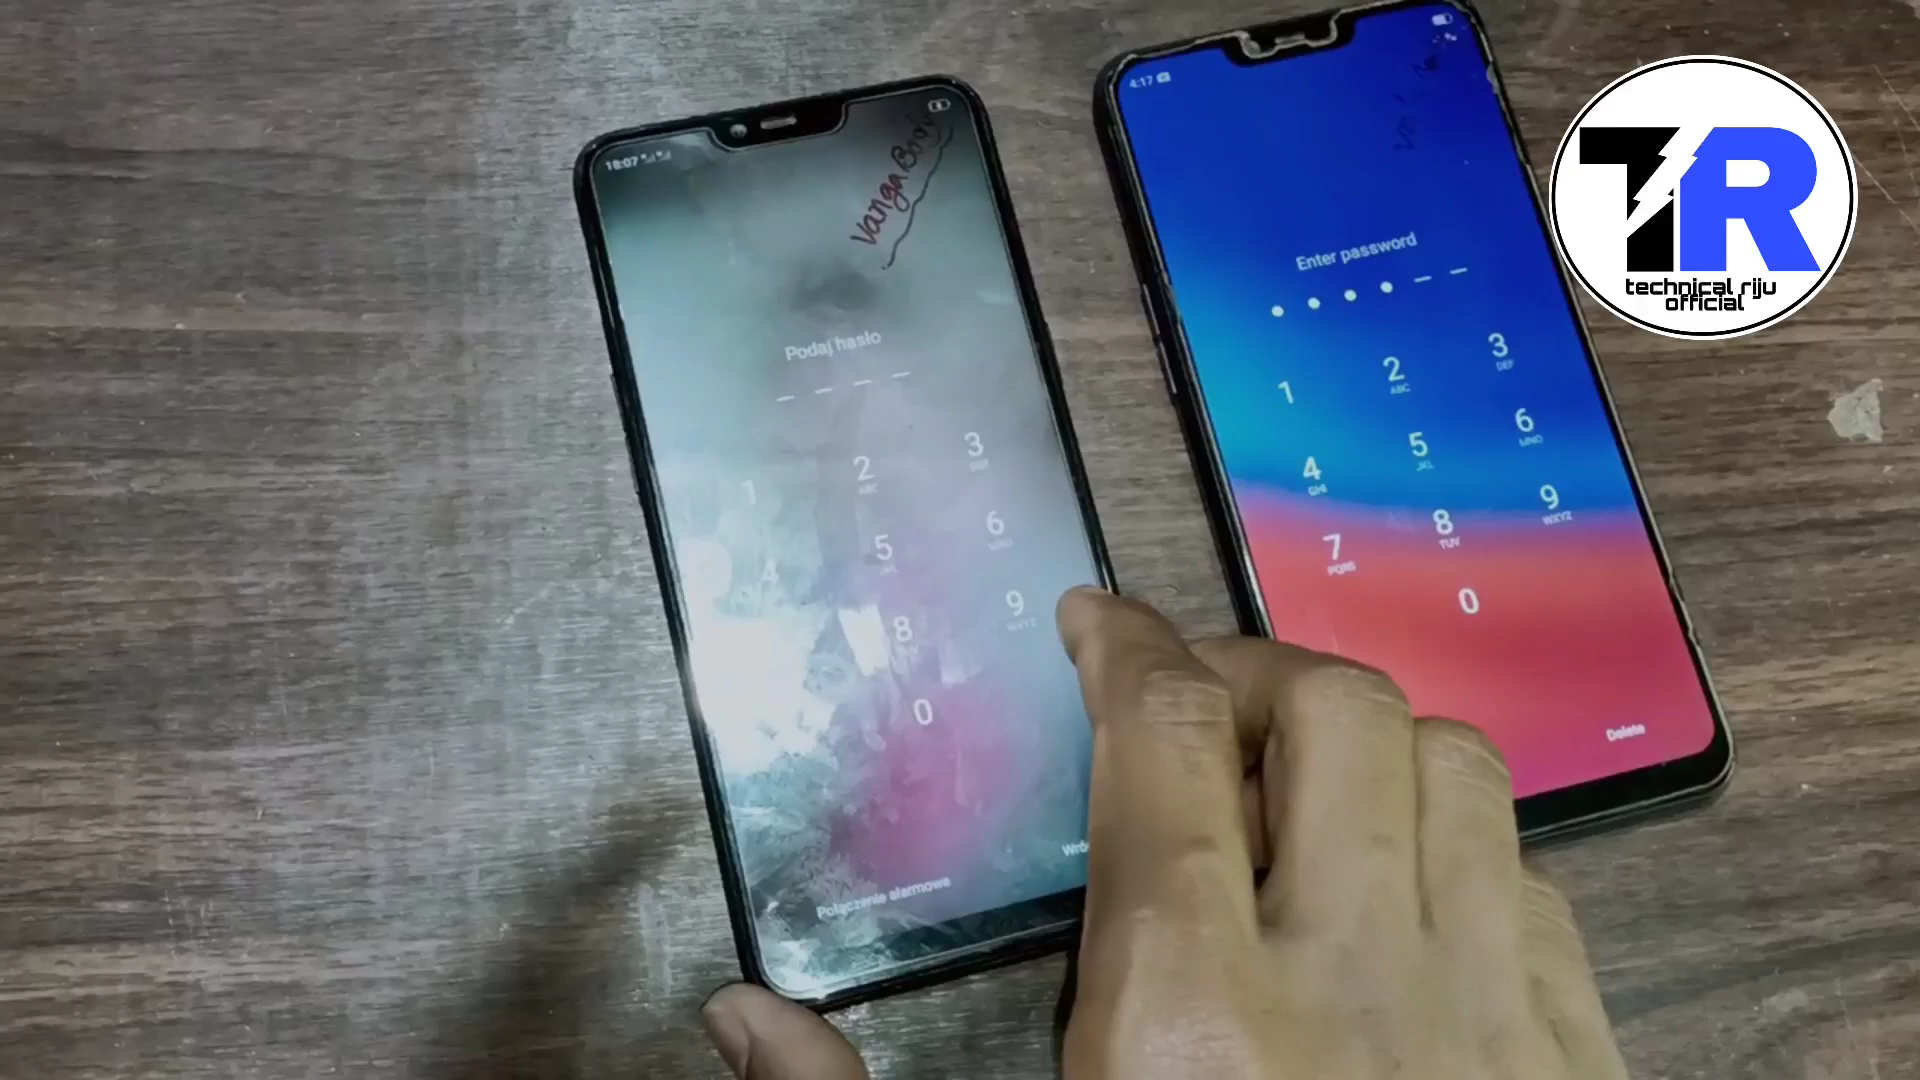 18:07
Podaj hasło
1
2
ABC
3
DEF
4
5
JKL
6
MNO
8
TUV
9
WXYZ
0
Połączenie alarmowe
4:17
Enter password
1
2
ABC
3
DEF
4
GHI
5
JKL
6
MNO
7
PQRS
8
TUV
9
WXYZ
0
Delete
TR
technical riju
official